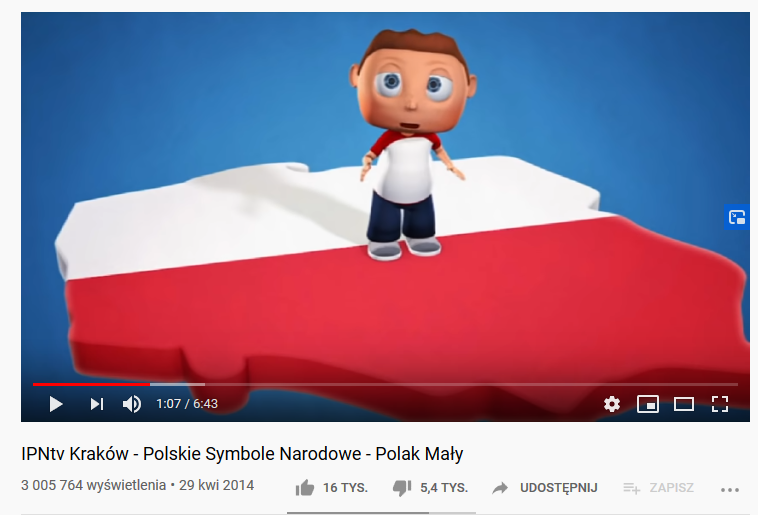 1:07 / 6:43
IPNtv Kraków - Polskie Symbole Narodowe - Polak Mały
3 005 764 wyświetlenia • 29 kwi 2014 16 TYS. 5,4 TYS. UDOSTĘPNIJ ZAPISZ